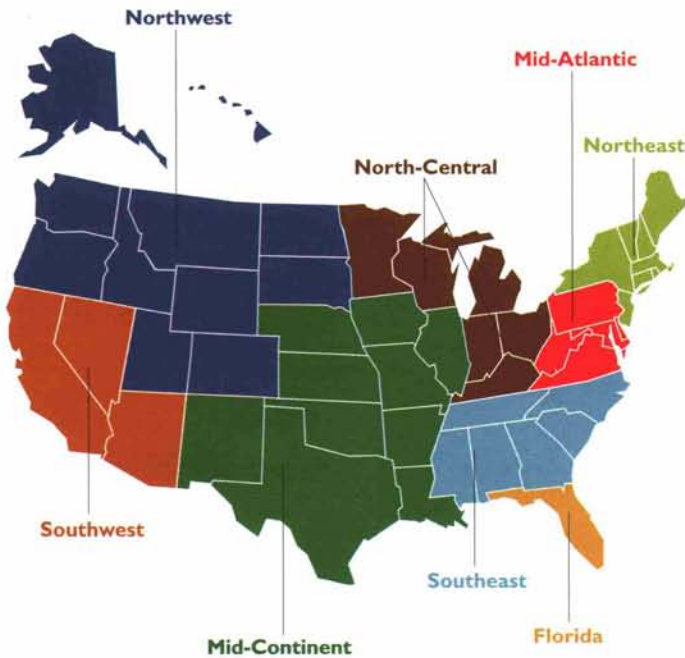 Northwest
Mid-Atlantic
Northeast
North-Central
Southwest
Southeast
Florida
Mid-Continent